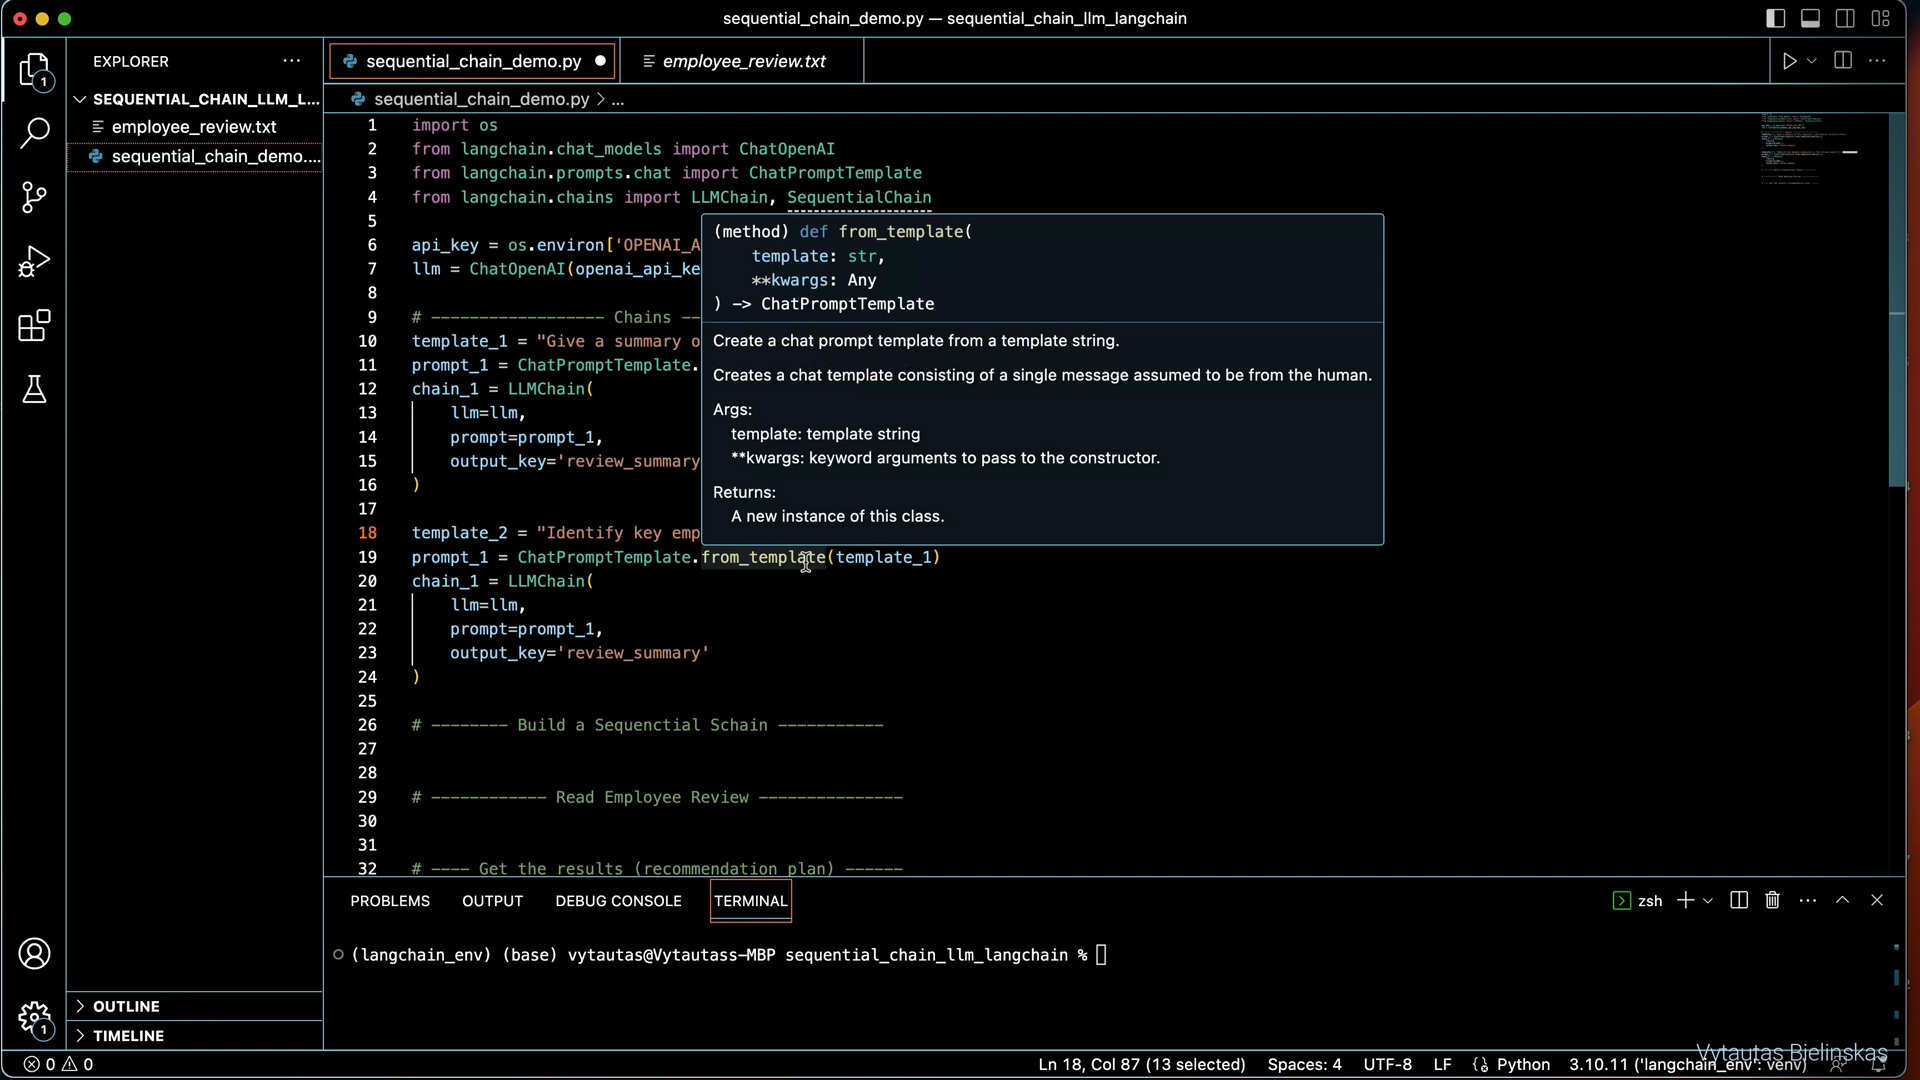 sequential_chain_demo.py — sequential_chain_llm_langchain
EXPLORER
SEQUENTIAL_CHAIN_LLM_L...
employee_review.txt
sequential_chain_demo....
1
OUTLINE
TIMELINE
1
sequential_chain_demo.py
employee_review.txt
sequential_chain_demo.py > ...
1 import os
2 from langchain.chat_models import ChatOpenAI
3 from langchain.prompts.chat import ChatPromptTemplate
4 from langchain.chains import LLMChain, SequentialChain
5
6 api_key = os.environ['OPENAI_A
7 llm = ChatOpenAI(openai_api_ke
8
9 # ------------------ Chains --
10 template_1 = "Give a summary o
11 prompt_1 = ChatPromptTemplate.
12 chain_1 = LLMChain(
13 llm=llm,
14 prompt=prompt_1,
15 output_key='review_summary
16 )
17
18 template_2 = "Identify key emp
19 prompt_1 = ChatPromptTemplate.from_template(template_1)
20 chain_1 = LLMChain(
21 llm=llm,
22 prompt=prompt_1,
23 output_key='review_summary'
24 )
25
26 # -------- Build a Sequenctial Schain -----------
27
28
29 # ------------ Read Employee Review ---------------
30
31
32 # ---- Get the results (recommendation plan) ------
(method) def from_template(
template: str,
**kwargs: Any
) -> ChatPromptTemplate
Create a chat prompt template from a template string.
Creates a chat template consisting of a single message assumed to be from the human.
Args:
template: template string
**kwargs: keyword arguments to pass to the constructor.
Returns:
A new instance of this class.
PROBLEMS OUTPUT DEBUG CONSOLE TERMINAL
zsh
(langchain_env) (base) vytautas@Vytautass-MBP sequential_chain_llm_langchain %
0 0
Ln 18, Col 87 (13 selected) Spaces: 4 UTF-8 LF Python 3.10.11 ('langchain_env': venv)
Vytautas Bielinskas